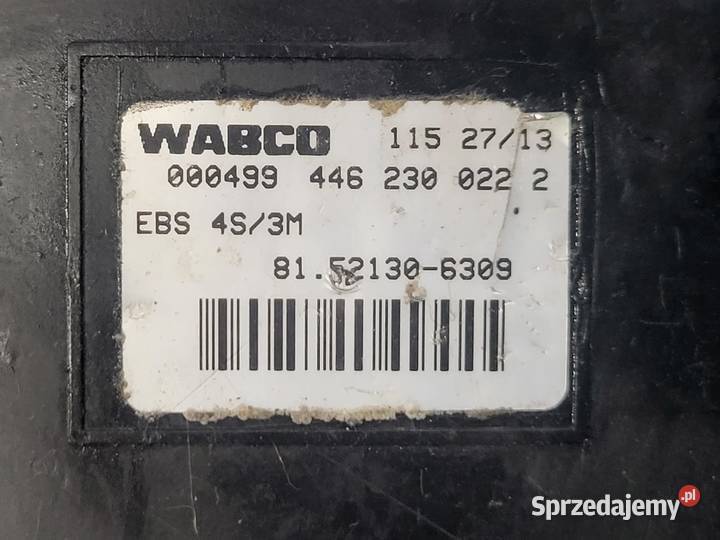 WABCO 115 27/13
000499 446 230 022 2
EBS 4S/3M
81.52130-6309
Sprzedajemy.pl